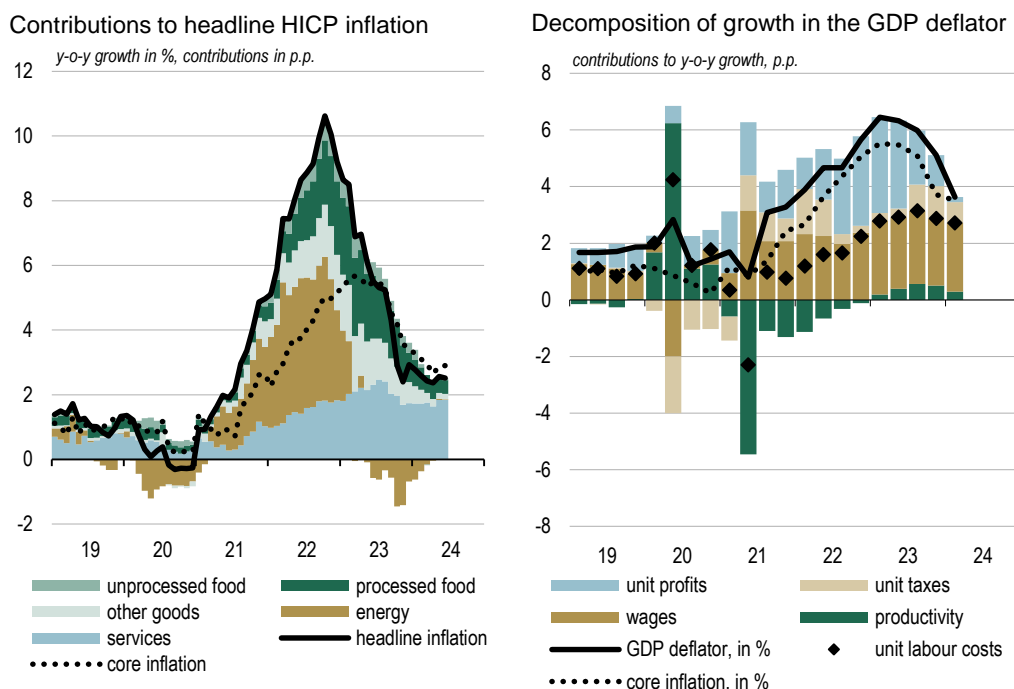 Contributions to headline HICP inflation
y-o-y growth in %, contributions in p.p.
12
10
8
6
4
2
0
-2
19 20 21 22 23 24
unprocessed food processed food
other goods energy
services headline inflation
core inflation
Decomposition of growth in the GDP deflator
contributions to y-o-y growth, p.p.
8
6
4
2
0
-2
-4
-6
-8
19 20 21 22 23 24
unit profits unit taxes
wages productivity
GDP deflator, in % unit labour costs
core inflation, in %